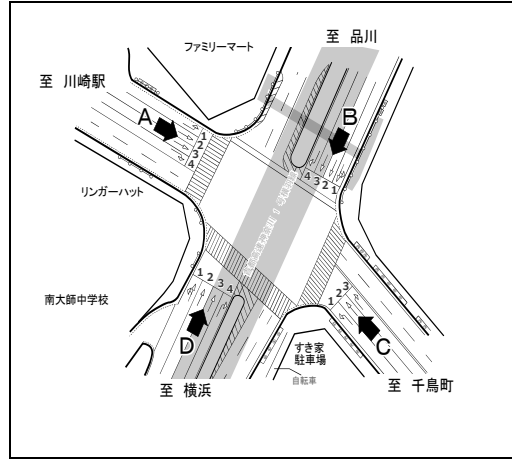 至 品川
ファミリーマート
至 川崎駅
A
B
1
2
3
4
4
3
2
1
リンガーハット
1
2
3
4
1
2
3
南大師中学校
D
C
すき家
駐車場
自転車
至 横浜
至 千鳥町